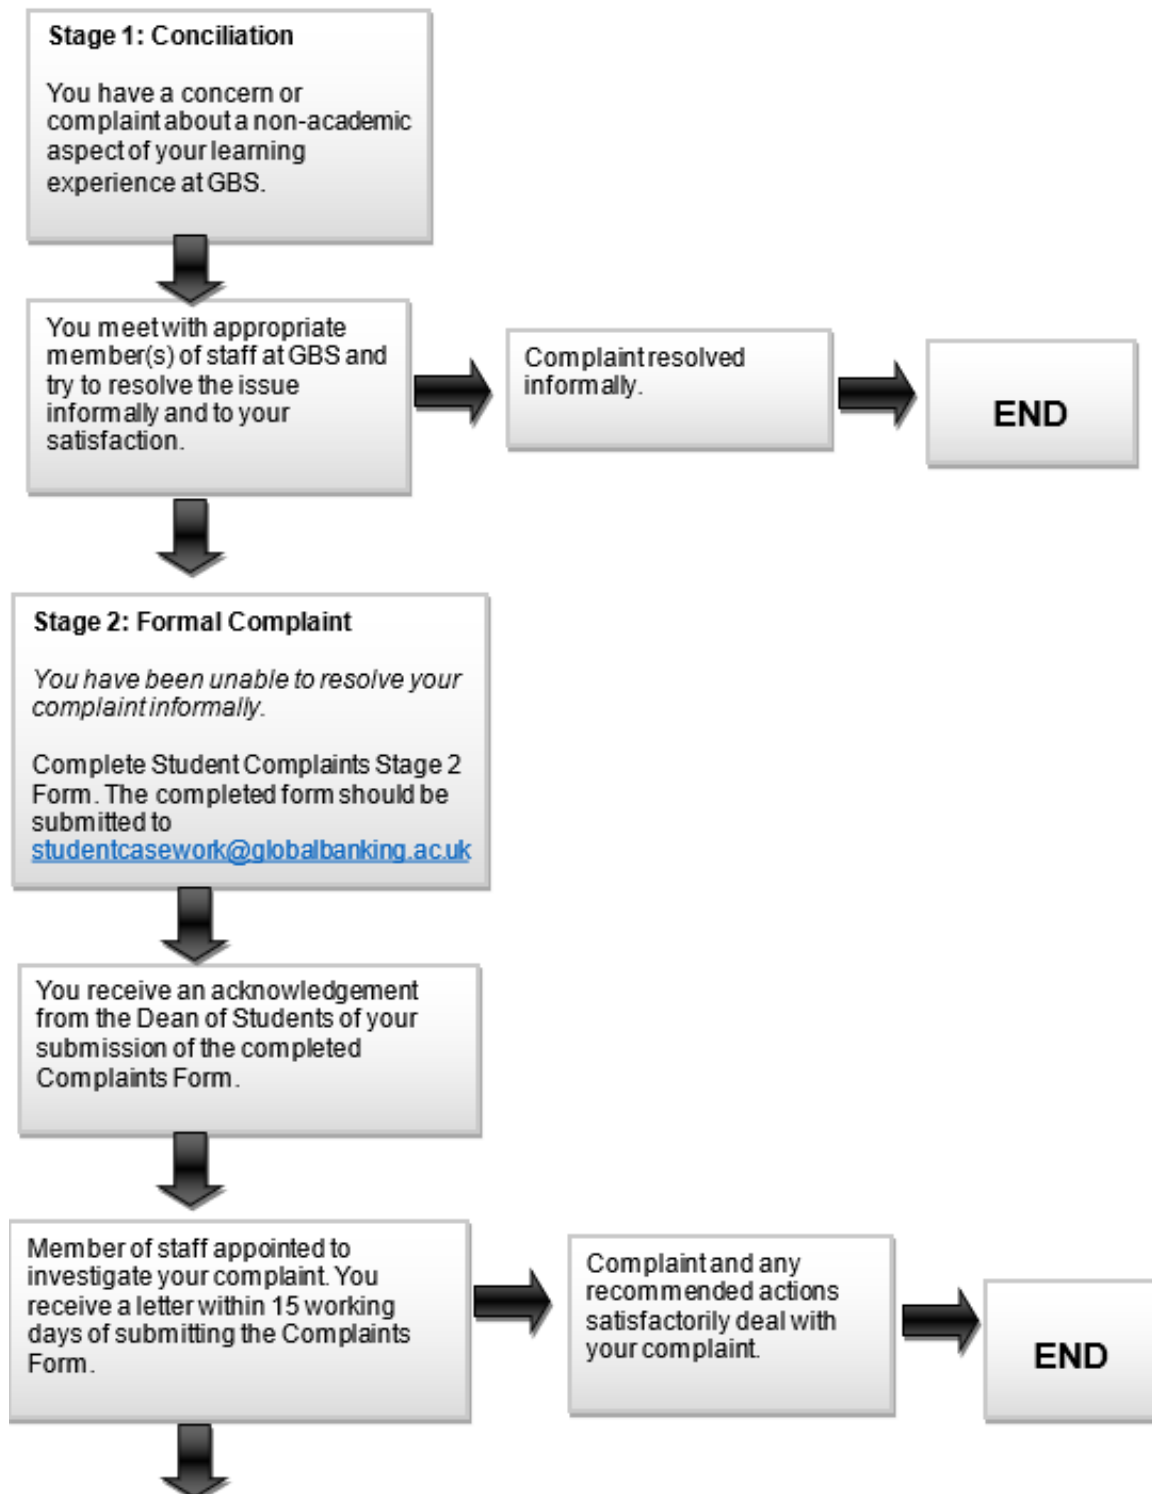 Stage 1: Conciliation
You have a concern or
complaint about a non-academic
aspect of your learning
experience at GBS.
You meet with appropriate
member(s) of staff at GBS and
try to resolve the issue
informally and to your
satisfaction.
Complaint resolved
informally.
END
Stage 2: Formal Complaint
You have been unable to resolve your
complaint informally.
Complete Student Complaints Stage 2
Form. The completed form should be
submitted to
studentcasework@globalbanking.ac.uk
You receive an acknowledgement
from the Dean of Students of your
submission of the completed
Complaints Form.
Member of staff appointed to
investigate your complaint. You
receive a letter within 15 working
days of submitting the Complaints
Form.
Complaint and any
recommended actions
satisfactorily deal with
your complaint.
END